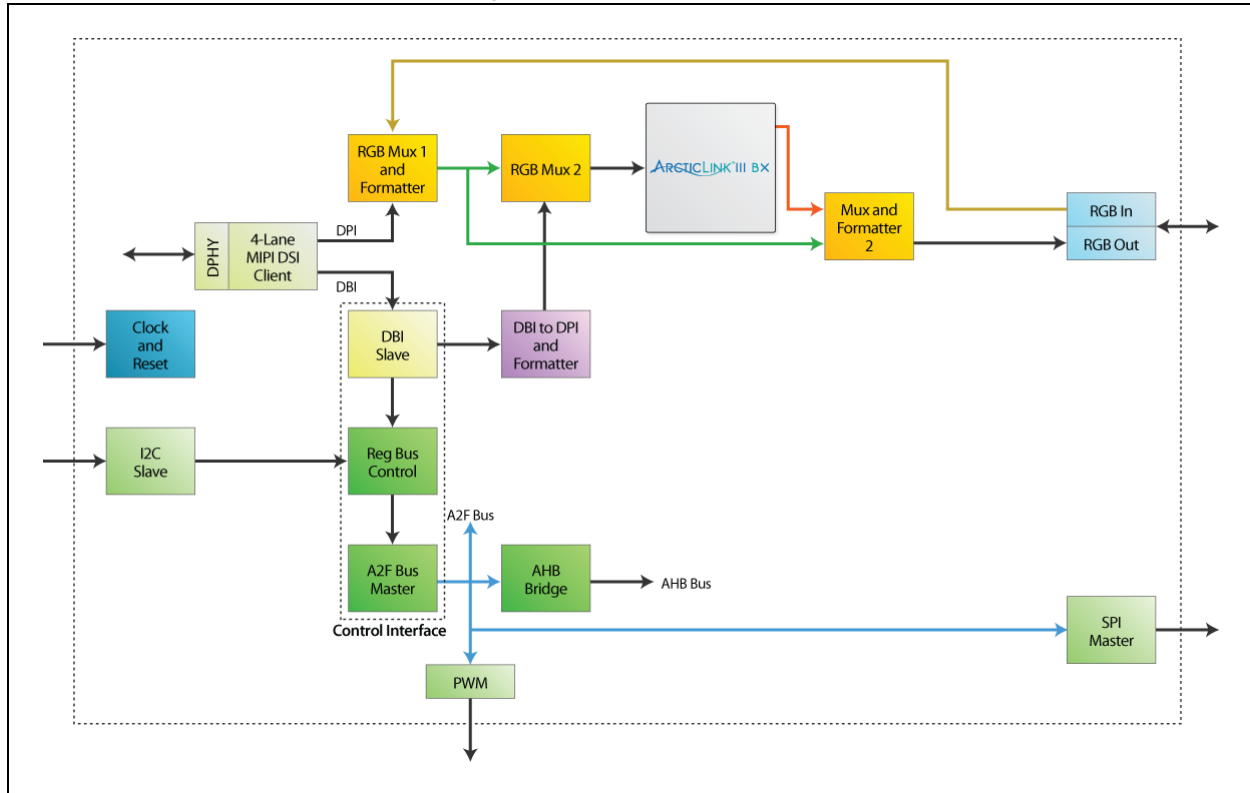 RGB Mux 1
and
Formatter
RGB Mux 2
ARCTICLINK III BX
Mux and
Formatter
2
RGB In
RGB Out
DPHY
4-Lane
MIPI DSI
Client
DPI
DBI
Clock
and
Reset
DBI
Slave
DBI to DPI
and
Formatter
I2C
Slave
Reg Bus
Control
A2F Bus
A2F Bus
Master
AHB
Bridge
AHB Bus
Control Interface
SPI
Master
PWM